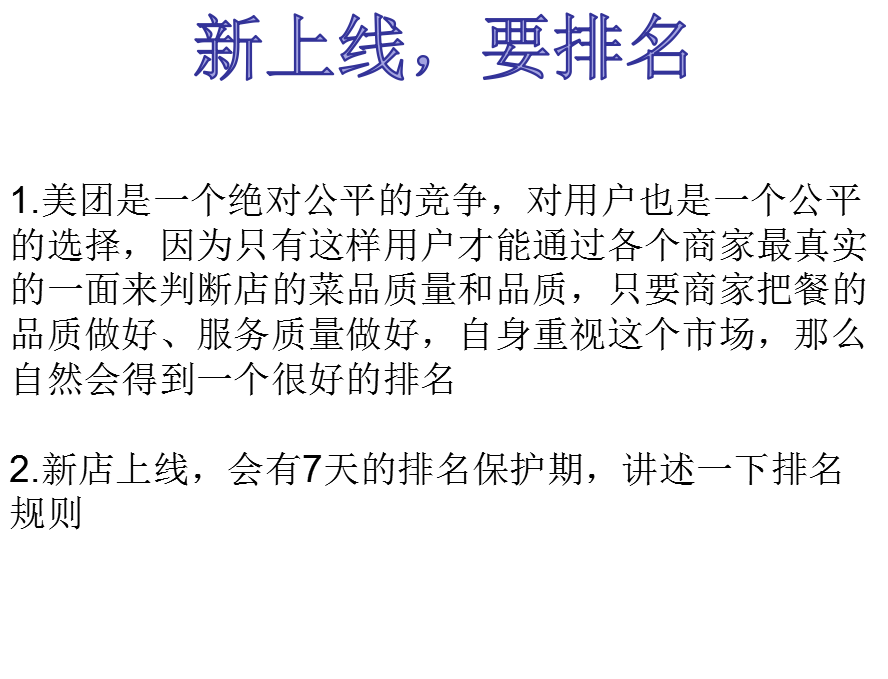 新上线，要排名
1.美团是一个绝对公平的竞争，对用户也是一个公平
的选择，因为只有这样用户才能通过各个商家最真实
的一面来判断店的菜品质量和品质，只要商家把餐的
品质做好、服务质量做好，自身重视这个市场，那么
自然会得到一个很好的排名
2.新店上线，会有7天的排名保护期，讲述一下排名
规则